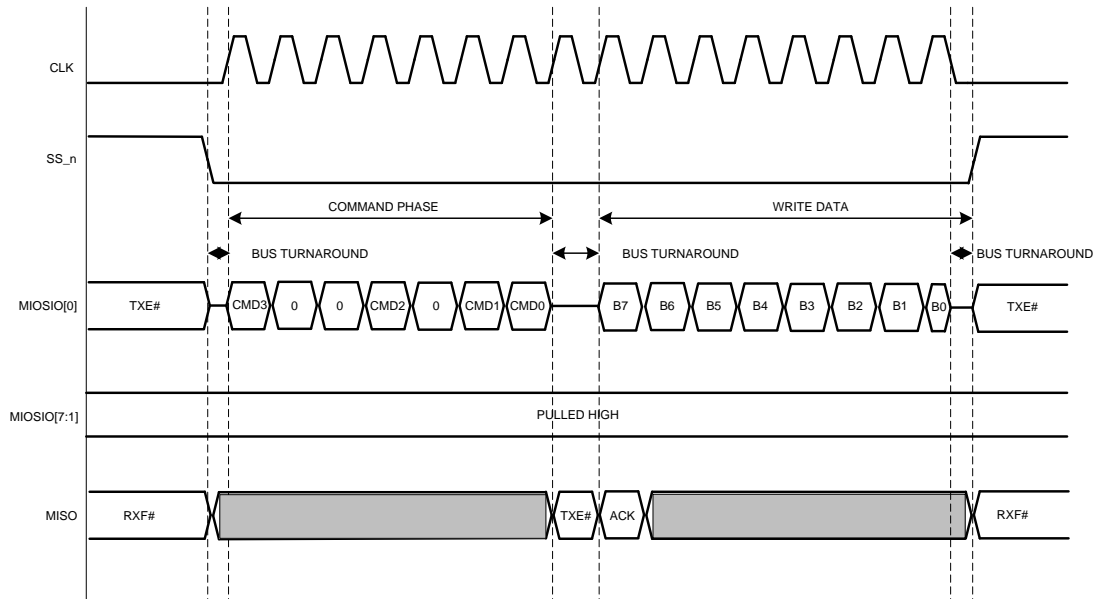 CLK
SS_n
COMMAND PHASE WRITE DATA
BUS TURNAROUND BUS TURNAROUND BUS TURNAROUND
MIOSIO[0] TXE# CMD3 0 0 CMD2 0 CMD1 CMD0 B7 B6 B5 B4 B3 B2 B1 B0 TXE#
MIOSIO[7:1] PULLED HIGH
MISO RXF# TXE# ACK RXF#